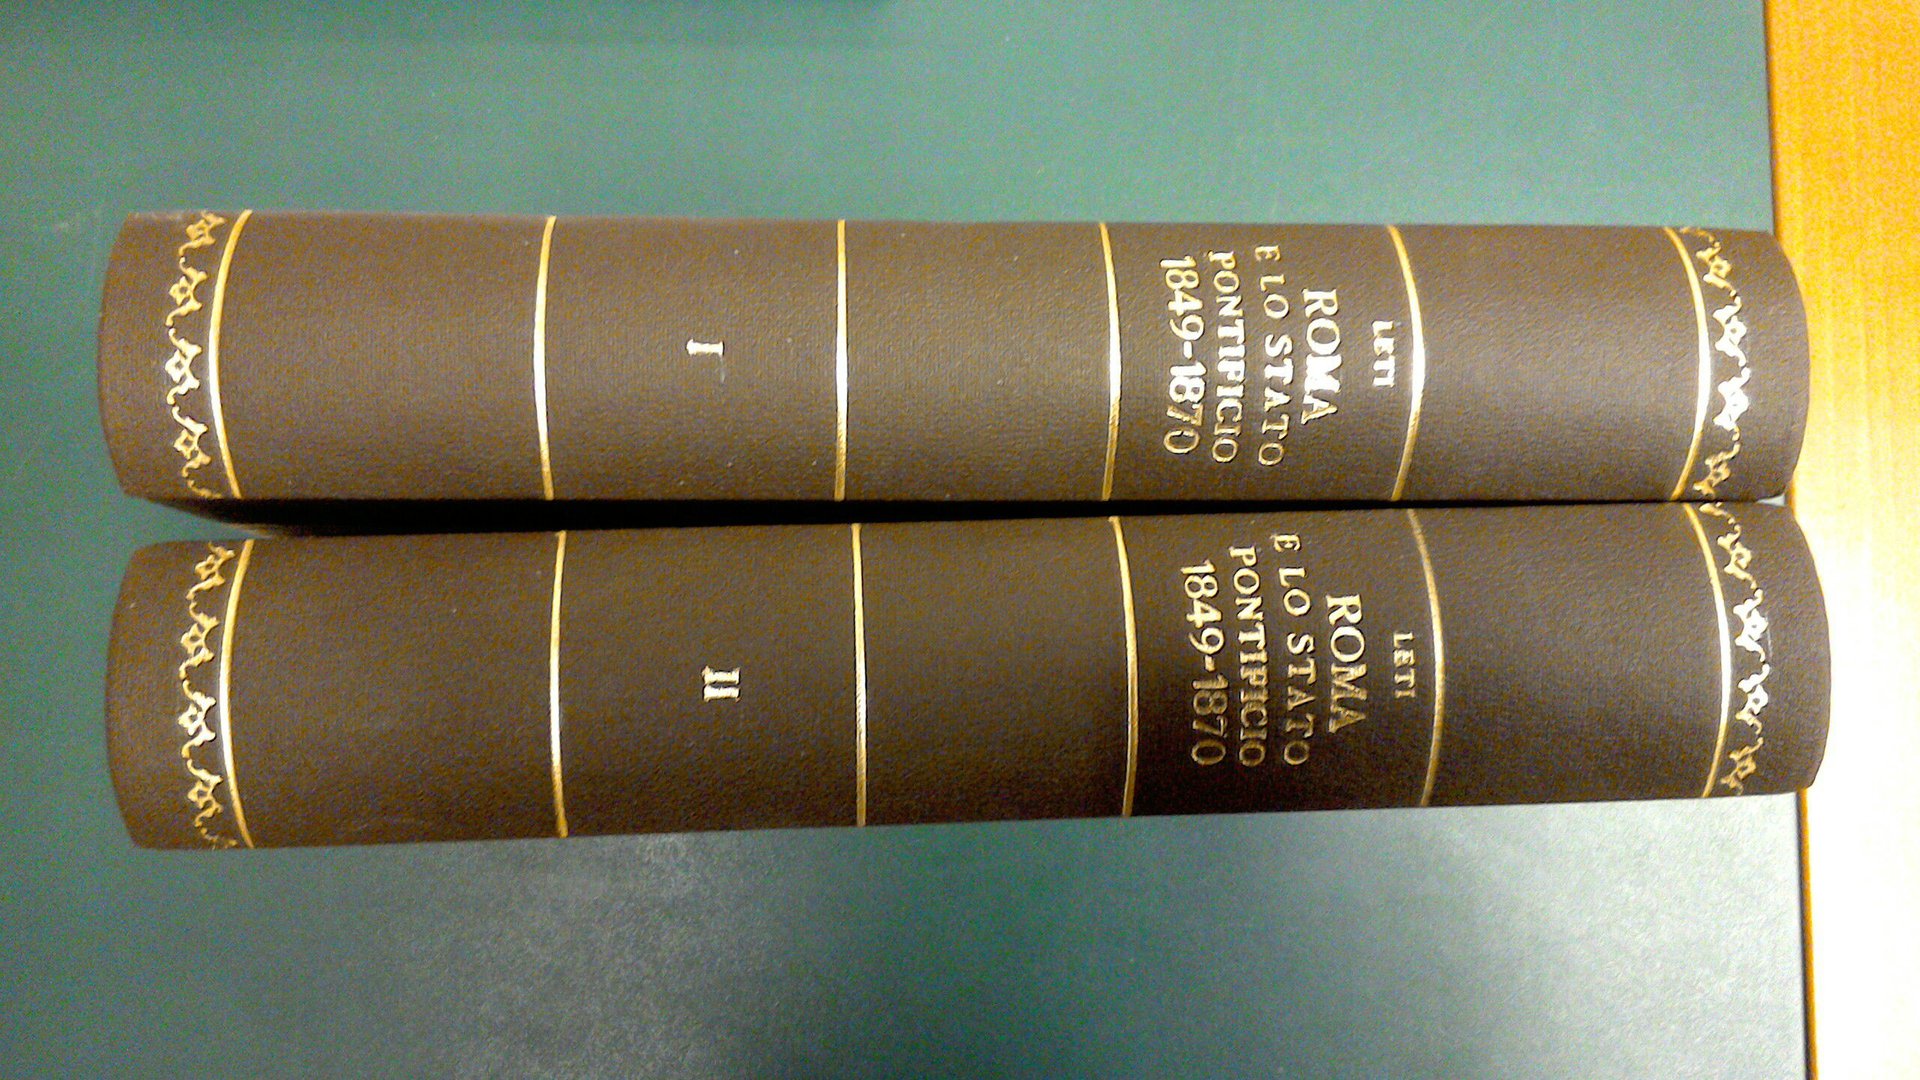 LETI
ROMA
E LO STATO
PONTIFICIO
1849-1870
I
LETI
ROMA
E LO STATO
PONTIFICIO
1849-1870
II